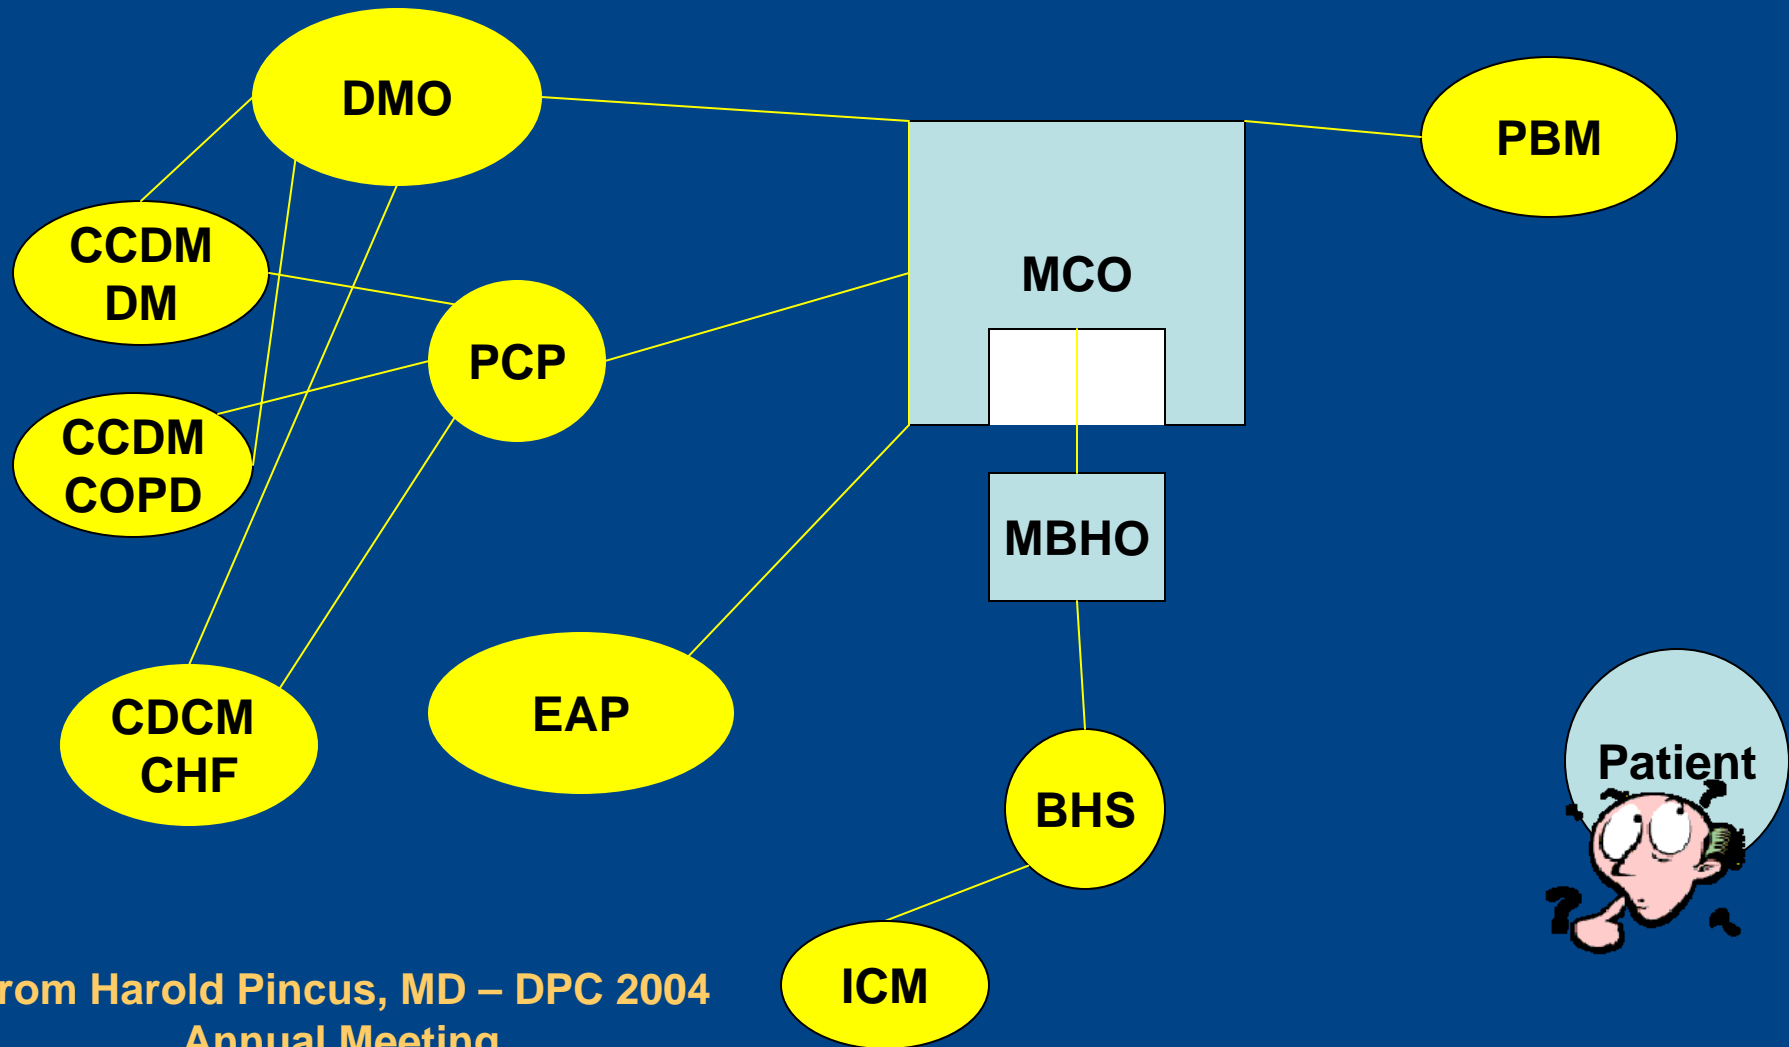 DMO
PBM
CCDM
DM
MCO
PCP
CCDM
COPD
MBHO
CDCM
CHF
EAP
Patient
BHS
?
ICM
rom Harold Pincus, MD – DPC 2004
Annual Meeting